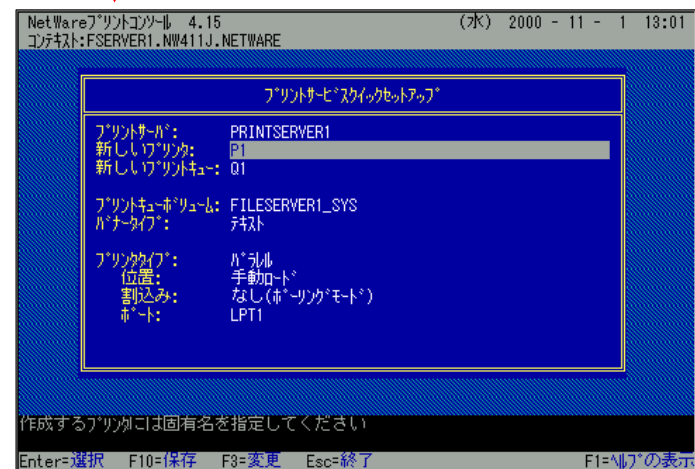 NetWareﾌﾟﾘﾝﾄｺﾝｿｰﾙ 4.15 (水) 2000 - 11 - 1 13:01
ｺﾝﾃｷｽﾄ:FSERVER1.NW411J.NETWARE
ﾌﾟﾘﾝﾄｻｰﾋﾞｽｸｲｯｸｾｯﾄｱｯﾌﾟ
ﾌﾟﾘﾝﾄｻｰﾊﾞ: PRINTSERVER1
新しいﾌﾟﾘﾝﾀ: P1
新しいﾌﾟﾘﾝﾄｷｭｰ: Q1
ﾌﾟﾘﾝﾄｷｭｰﾎﾞﾘｭｰﾑ: FILESERVER1_SYS
ﾊﾞﾅｰﾀｲﾌﾟ: ﾃｷｽﾄ
ﾌﾟﾘﾝﾀﾀｲﾌﾟ: ﾊﾟﾗﾚﾙ
位置: 手動ﾛｰﾄﾞ
割込み: なし(ﾎﾟｰﾘﾝｸﾞﾓｰﾄﾞ)
ﾎﾟｰﾄ: LPT1
作成するﾌﾟﾘﾝﾀには固有名を指定してください
Enter=選択 F10=保存 F3=変更 Esc=終了 F1=ﾍﾙﾌﾟの表示